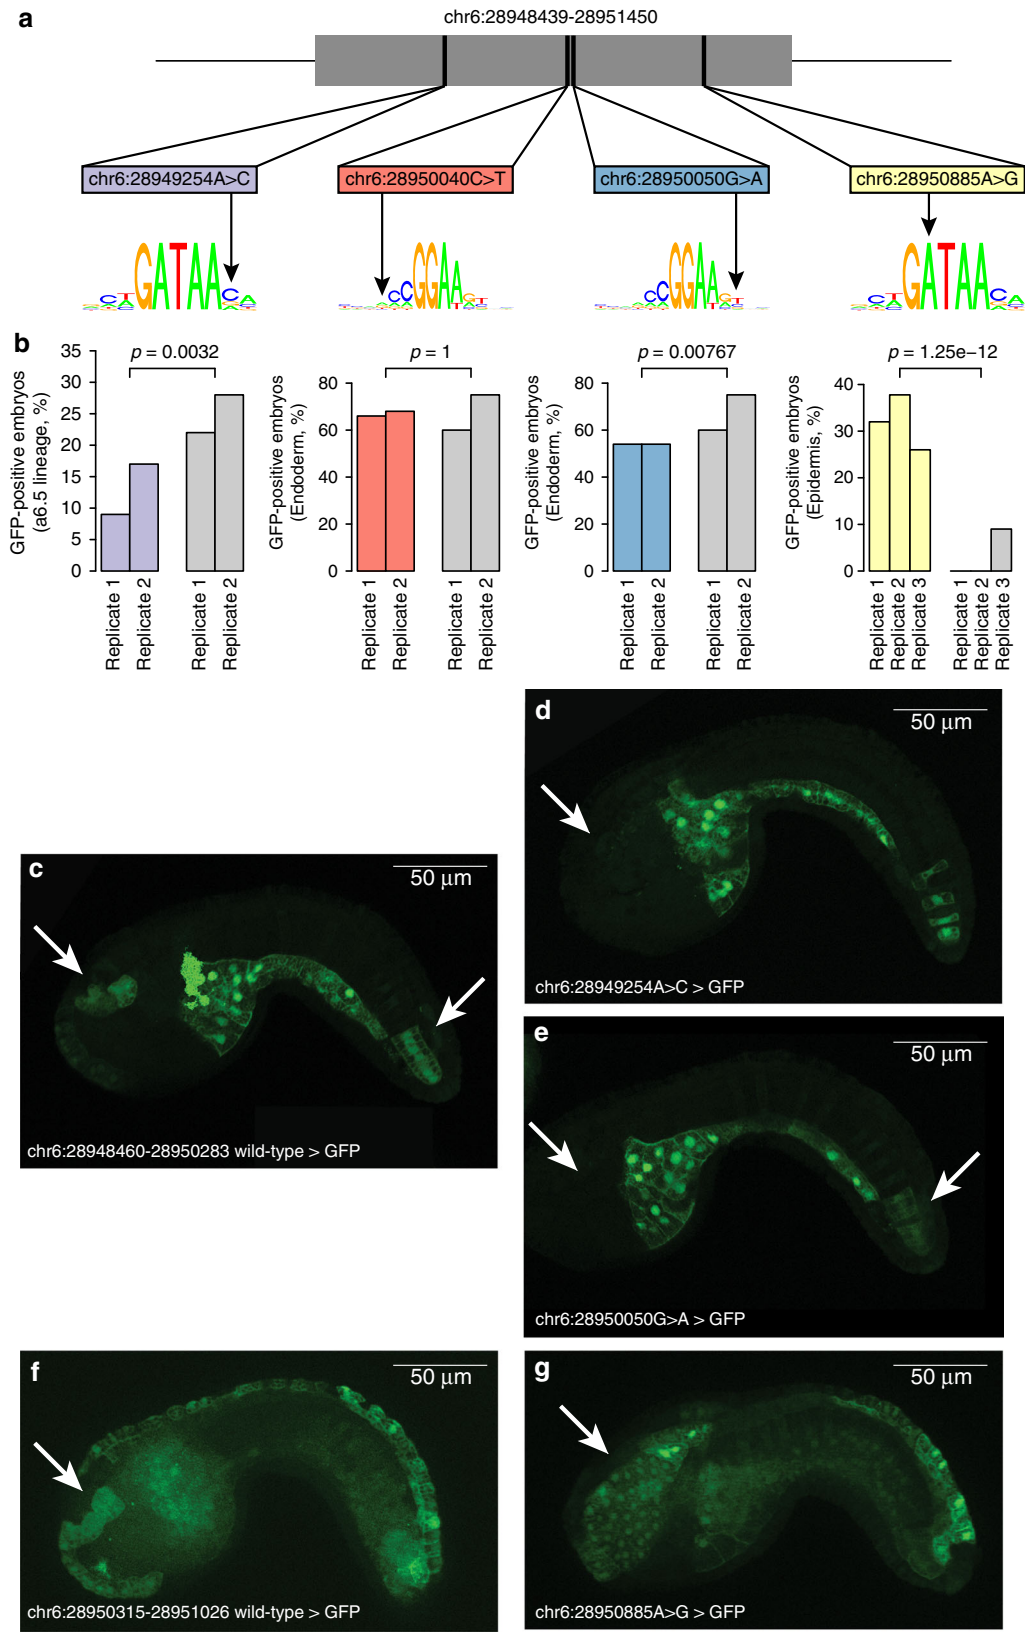 a
chr6:28948439-28951450
chr6:28949254A>C
chr6:28950040C>T
chr6:28950050G>A
chr6:28950885A>G
GATAA
CCGGAA
CCGGAA
GATAA
b
GFP-positive embryos
(a6.5 lineage, %)
35
30
25
20
15
10
5
0
p = 0.0032
Replicate 1
Replicate 2
Replicate 1
Replicate 2
GFP-positive embryos
(Endoderm, %)
80
60
40
20
0
p = 1
Replicate 1
Replicate 2
Replicate 1
Replicate 2
GFP-positive embryos
(Endoderm, %)
80
60
40
20
0
p = 0.00767
Replicate 1
Replicate 2
Replicate 1
Replicate 2
GFP-positive embryos
(Epidermis, %)
40
30
20
10
0
p = 1.25e−12
Replicate 1
Replicate 2
Replicate 3
Replicate 1
Replicate 2
Replicate 3
c
50 μm
chr6:28948460-28950283 wild-type > GFP
d
50 μm
chr6:28949254A>C > GFP
e
50 μm
chr6:28950050G>A > GFP
f
50 μm
chr6:28950315-28951026 wild-type > GFP
g
50 μm
chr6:28950885A>G > GFP